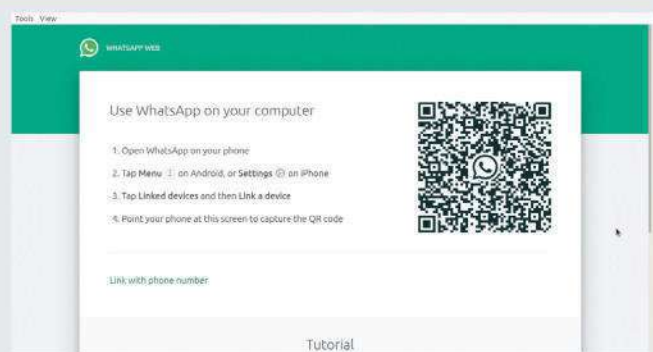 Tools View
WHATSAPP WEB
Use WhatsApp on your computer
1. Open WhatsApp on your phone
2. Tap Menu on Android, or Settings on iPhone
3. Tap Linked devices and then Link a device
4. Point your phone at this screen to capture the QR code
Link with phone number
Tutorial